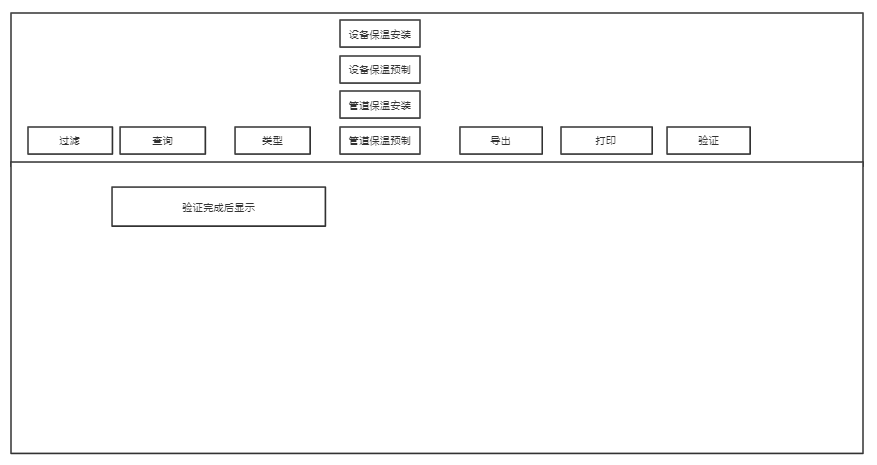 设备保温安装
设备保温预制
管道保温安装
过滤
查询
类型
管道保温预制
导出
打印
验证
验证完成后显示